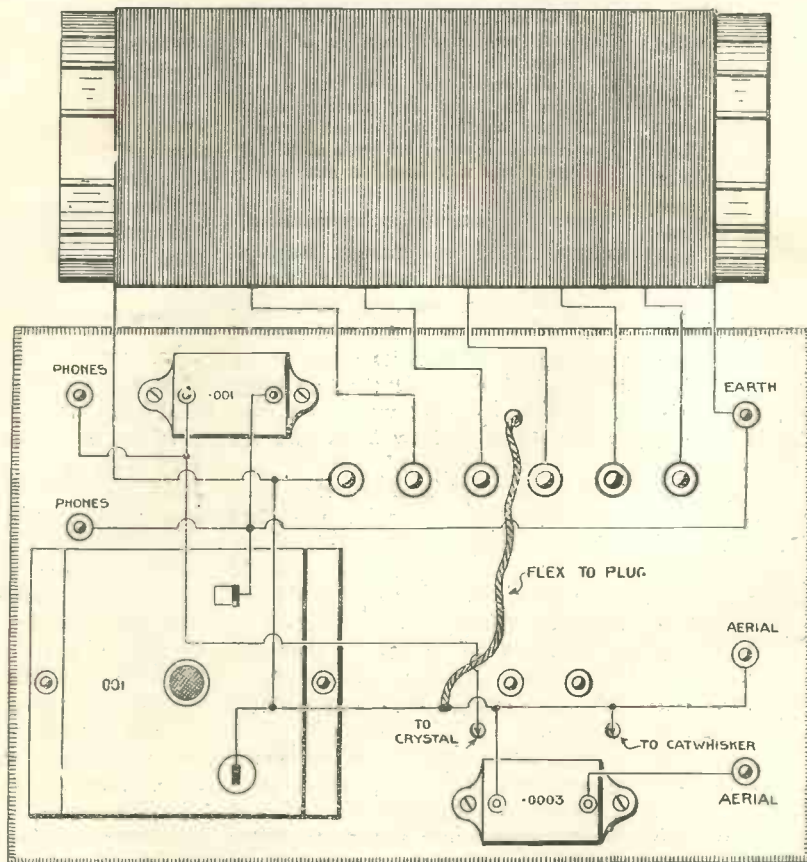 PHONES
·001
EARTH
PHONES
FLEX TO PLUG.
AERIAL
001
TO
CRYSTAL
TO CATWHISKER
·0003
AERIAL